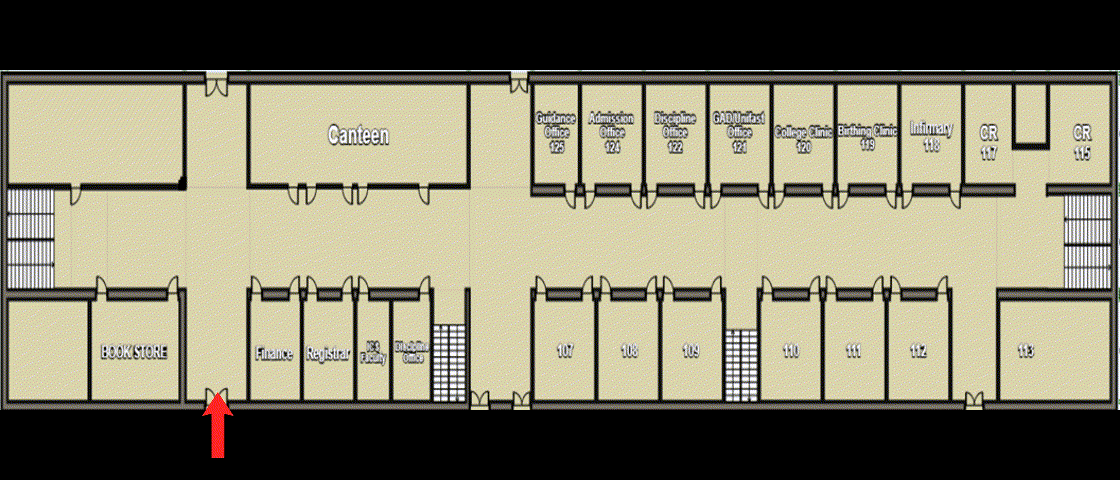 Canteen
Guidance
Office
125
Admission
Office
124
Discipline
Office
122
GAD/Unifast
Office
121
College Clinic
120
Birthing Clinic
119
Infirmary
118
CR
117
CR
115
BOOK STORE
Finance
Registrar
Faculty
Discipline
Office
107
108
109
110
111
112
113